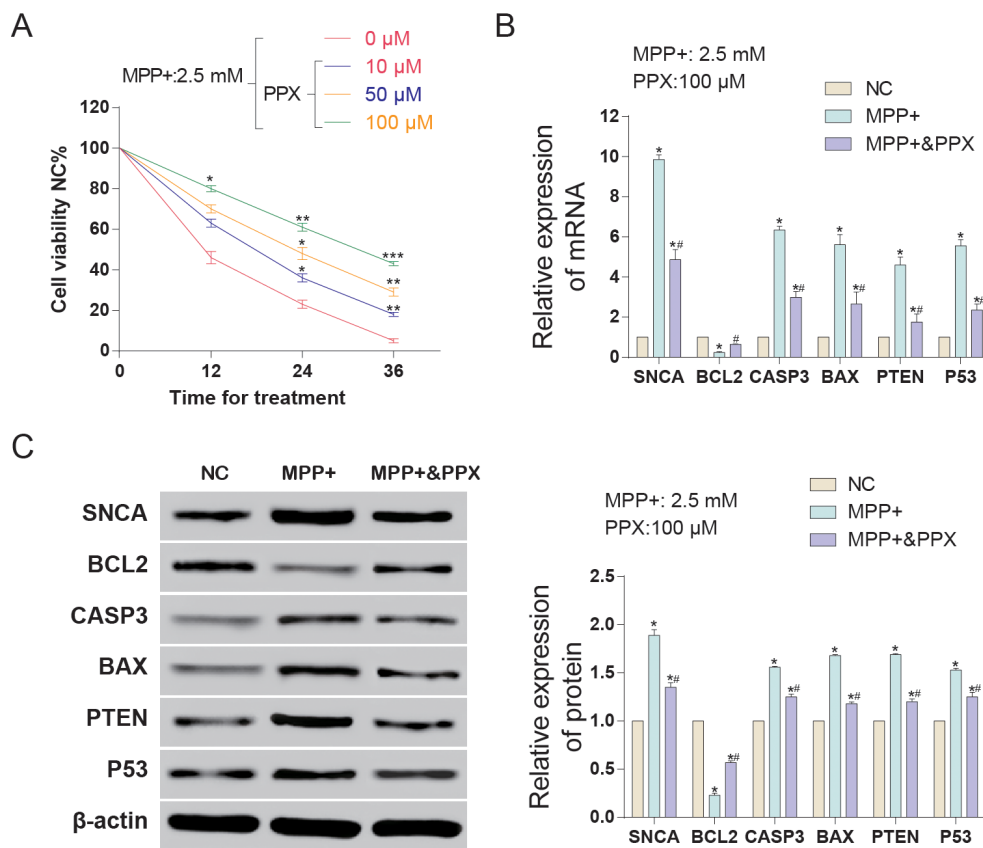 A
MPP+:2.5 mM
PPX
0 µM
10 µM
50 µM
100 µM
Cell viability NC%
120
100
80
60
40
20
0
*
**
*
*
***
**
**
0 12 24 36
Time for treatment
B
MPP+: 2.5 mM
PPX:100 µM
NC
MPP+
MPP+&PPX
Relative expression
of mRNA
12
10
8
6
4
2
0
* *# * # * *# * *# * *# * *#
SNCA BCL2 CASP3 BAX PTEN P53
C
NC MPP+ MPP+&PPX
SNCA
BCL2
CASP3
BAX
PTEN
P53
β-actin
MPP+: 2.5 mM
PPX:100 µM
NC
MPP+
MPP+&PPX
Relative expression
of protein
2.5
2.0
1.5
1.0
0.5
0.0
* *# * *# * *# * *# * *# * *#
SNCA BCL2 CASP3 BAX PTEN P53